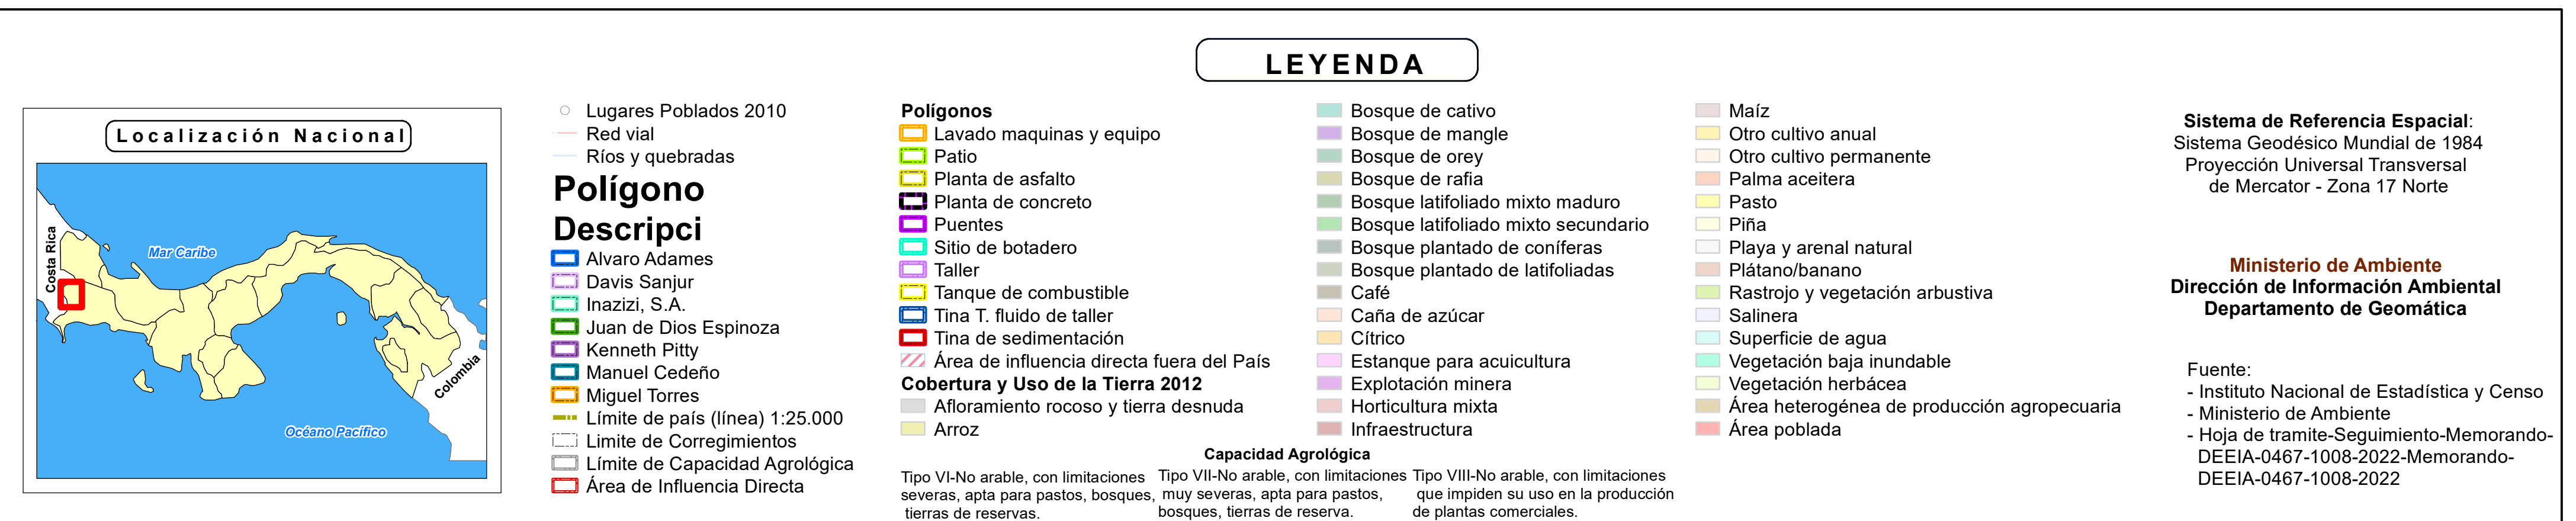 LEYENDA
Localización Nacional
Costa Rica
Mar Caribe
Colombia
Océano Pacífico
Lugares Poblados 2010
Red vial
Ríos y quebradas
Polígono
Descripci
Alvaro Adames
Davis Sanjur
Inazizi, S.A.
Juan de Dios Espinoza
Kenneth Pitty
Manuel Cedeño
Miguel Torres
Límite de país (línea) 1:25.000
Limite de Corregimientos
Límite de Capacidad Agrológica
Área de Influencia Directa
Polígonos
Lavado maquinas y equipo
Patio
Planta de asfalto
Planta de concreto
Puentes
Sitio de botadero
Taller
Tanque de combustible
Tina T. fluido de taller
Tina de sedimentación
Área de influencia directa fuera del País
Cobertura y Uso de la Tierra 2012
Afloramiento rocoso y tierra desnuda
Arroz
Bosque de cativo
Bosque de mangle
Bosque de orey
Bosque de rafia
Bosque latifoliado mixto maduro
Bosque latifoliado mixto secundario
Bosque plantado de coníferas
Bosque plantado de latifoliadas
Café
Caña de azúcar
Cítrico
Estanque para acuicultura
Explotación minera
Horticultura mixta
Infraestructura
Maíz
Otro cultivo anual
Otro cultivo permanente
Palma aceitera
Pasto
Piña
Playa y arenal natural
Plátano/banano
Rastrojo y vegetación arbustiva
Salinera
Superficie de agua
Vegetación baja inundable
Vegetación herbácea
Área heterogénea de producción agropecuaria
Área poblada
Capacidad Agrológica
Tipo VI-No arable, con limitaciones
severas, apta para pastos, bosques,
tierras de reservas.
Tipo VII-No arable, con limitaciones
muy severas, apta para pastos,
bosques, tierras de reserva.
Tipo VIII-No arable, con limitaciones
que impiden su uso en la producción
de plantas comerciales.
Sistema de Referencia Espacial:
Sistema Geodésico Mundial de 1984
Proyección Universal Transversal
de Mercator - Zona 17 Norte
Ministerio de Ambiente
Dirección de Información Ambiental
Departamento de Geomática
Fuente:
- Instituto Nacional de Estadística y Censo
- Ministerio de Ambiente
- Hoja de tramite-Seguimiento-Memorando-
DEEIA-0467-1008-2022-Memorando-
DEEIA-0467-1008-2022